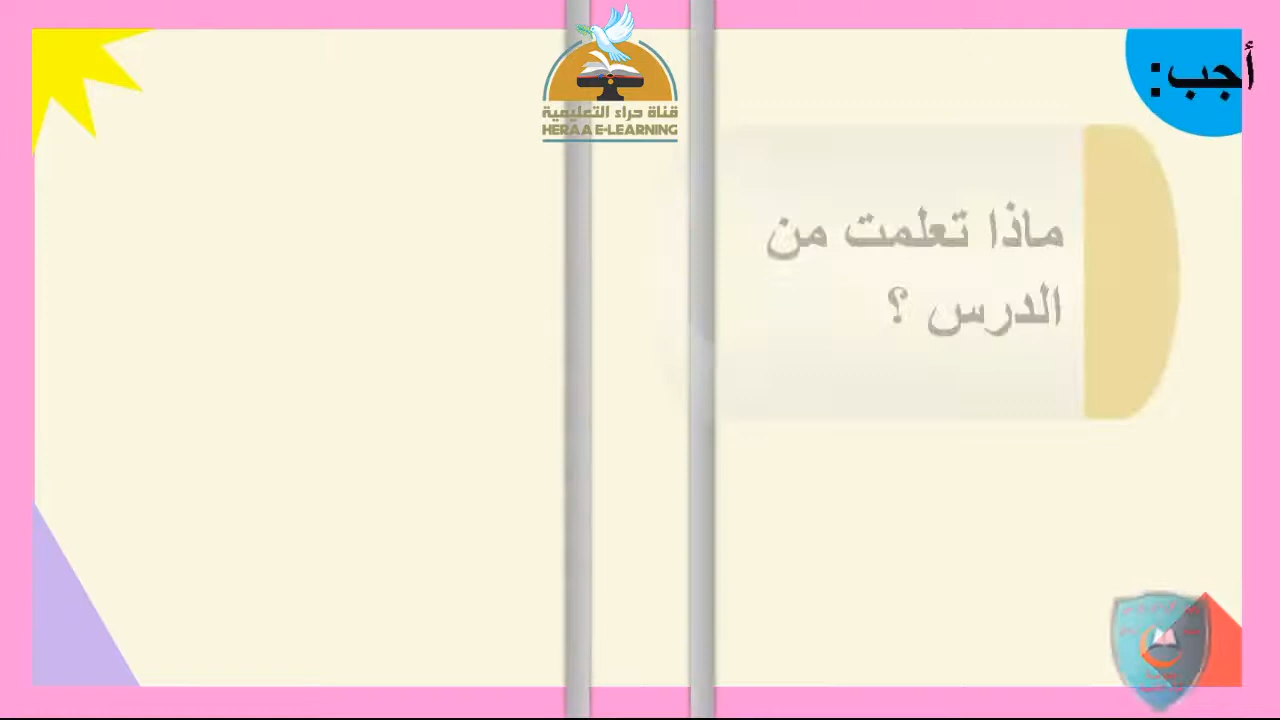 أجب:
قناة حراء التعليمية
HERAA E-LEARNING
ماذا تعلمت من
الدرس ؟